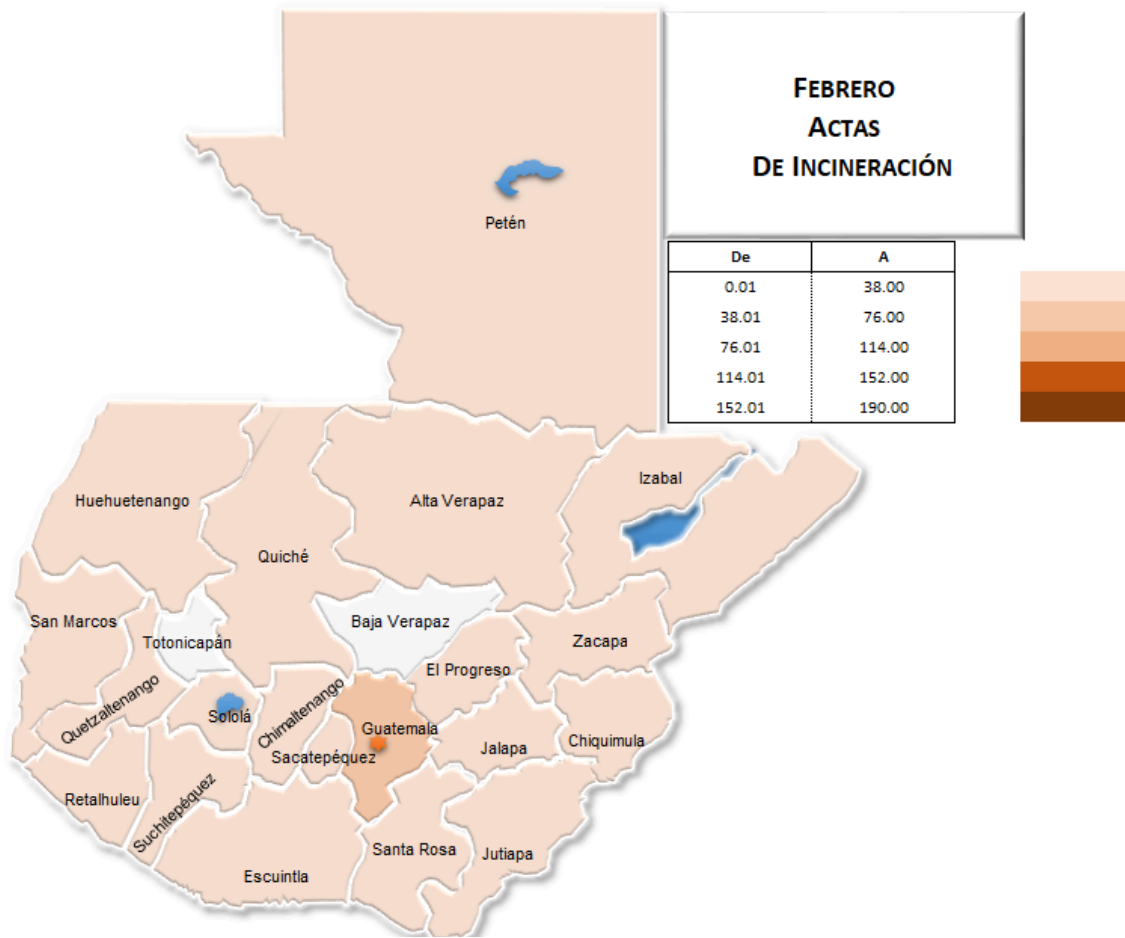 FEBRERO
ACTAS
DE INCINERACIÓN
De A
0.01 38.00
38.01 76.00
76.01 114.00
114.01 152.00
152.01 190.00
Petén
Izabal
Huehuetenango
Alta Verapaz
Quiché
San Marcos
Totonicapán
Baja Verapaz
Zacapa
El Progreso
Quetzaltenango
Sololá
Chimaltenango
Guatemala
Sacatepéquez
Jalapa
Chiquimula
Retalhuleu
Suchitepéquez
Escuintla
Santa Rosa
Jutiapa